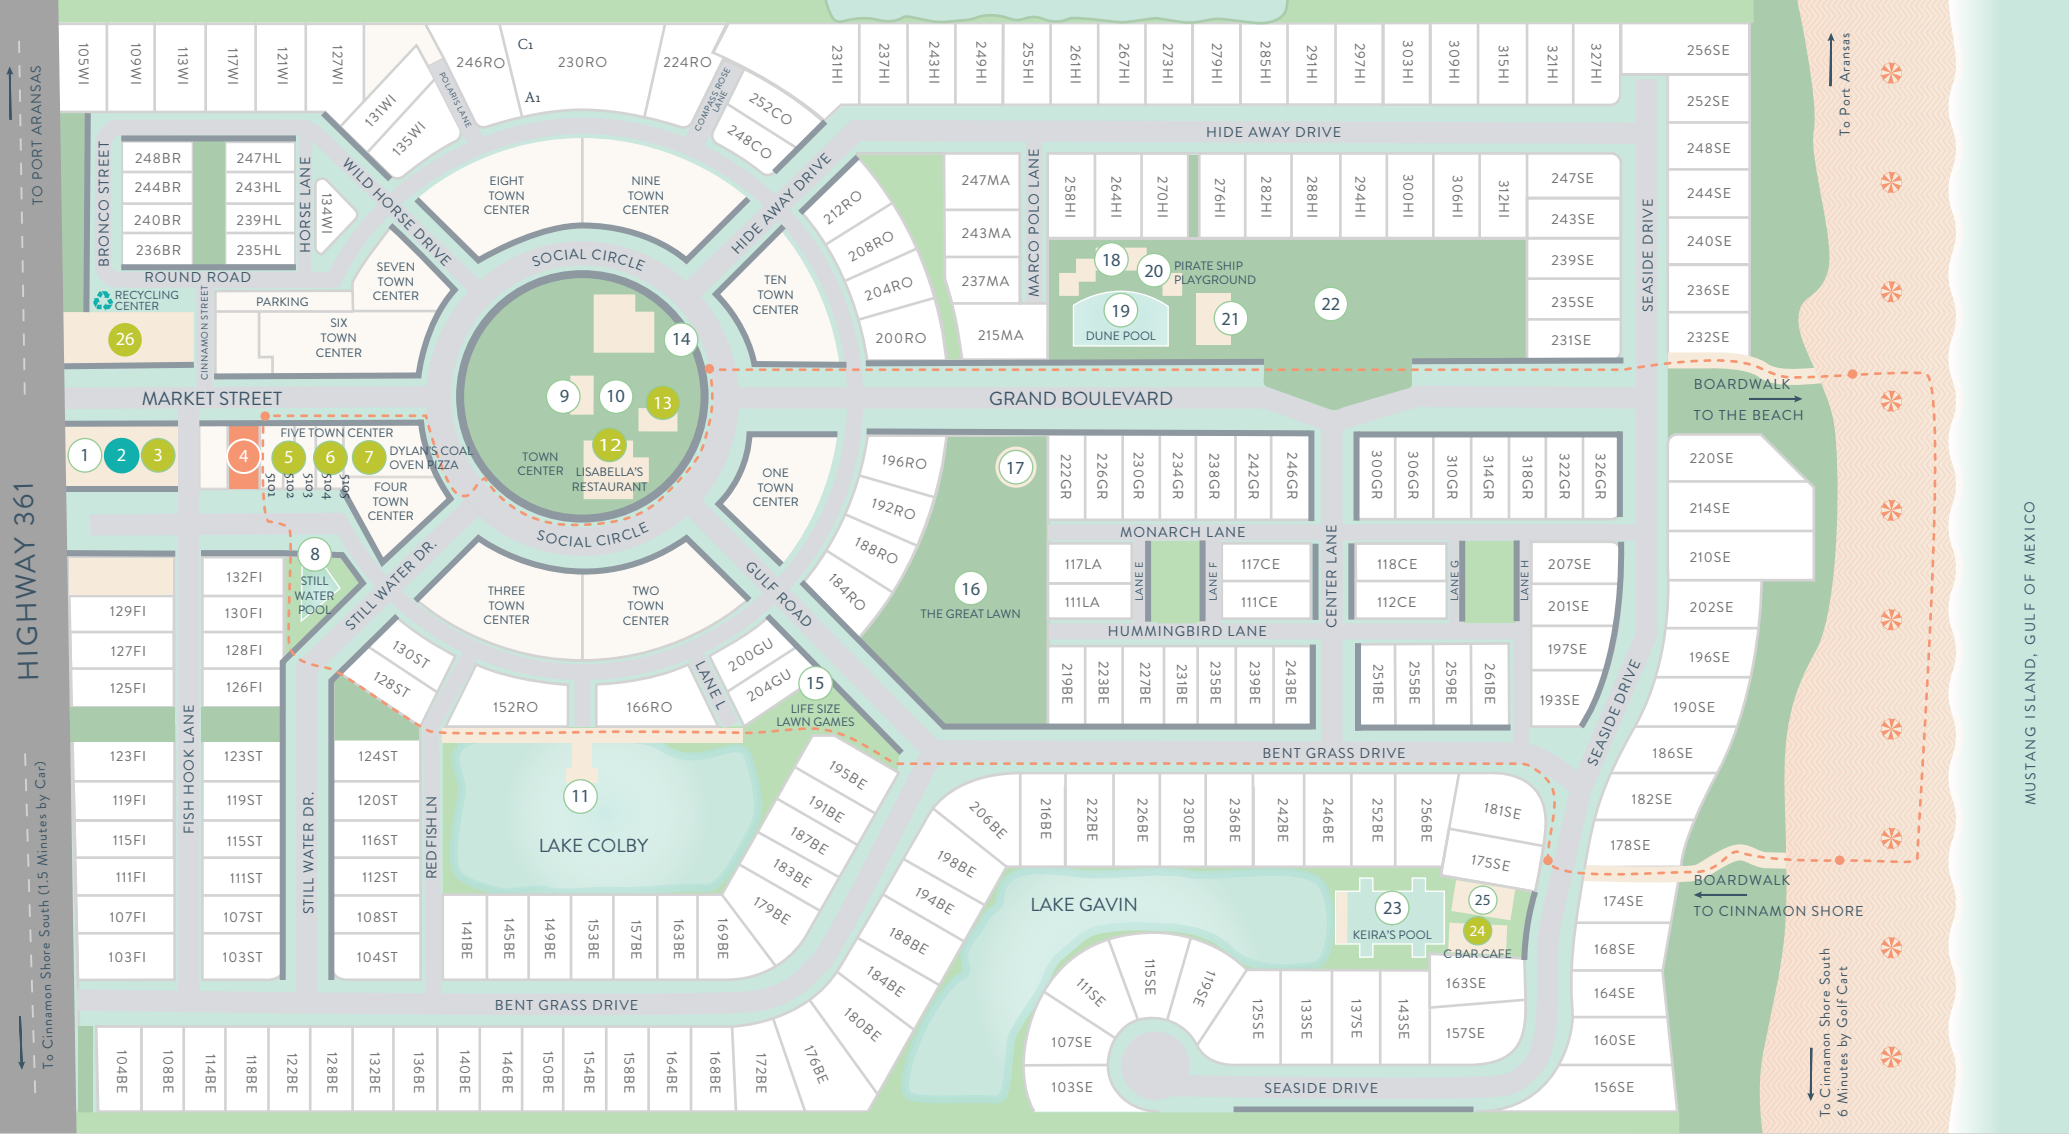 105WI
109WI
113WI
117WI
121WI
127WI
131WI
135WI
POLARIS LANE
246RO
C1
230RO
A1
224RO
COMPASS ROSE
LANE
252CO
248CO
231HI
237HI
243HI
249HI
255HI
261HI
267HI
273HI
279HI
285HI
291HI
297HI
303HI
309HI
315HI
321HI
327HI
256SE
252SE
248SE
244SE
240SE
236SE
232SE
To Port Aransas
TO PORT ARANSAS
HIDE AWAY DRIVE
BRONCO STREET
248BR
244BR
240BR
236BR
247HL
243HL
239HL
235HL
HORSE LANE
134WI
WILD HORSE DRIVE
ROUND ROAD
RECYCLING
CENTER
CINNAMON STREET
PARKING
SIX
TOWN
CENTER
SEVEN
TOWN
CENTER
EIGHT
TOWN
CENTER
NINE
TOWN
CENTER
TEN
TOWN
CENTER
SOCIAL CIRCLE
HIDE AWAY DRIVE
212RO
208RO
204RO
200RO
247MA
243MA
237MA
215MA
MARCO POLO LANE
258HI
264HI
270HI
276HI
282HI
288HI
294HI
300HI
306HI
312HI
247SE
243SE
239SE
235SE
231SE
SEASIDE DRIVE
18
20
PIRATE SHIP
PLAYGROUND
19
DUNE POOL
21
22
26
14
9
10
13
12
TOWN
CENTER
LISABELLA'S
RESTAURANT
MARKET STREET
GRAND BOULEVARD
BOARDWALK
TO THE BEACH
1
2
3
4
5
6
7
FIVE TOWN CENTER
DYLAN'S COAL
OVEN PIZZA
S101
S102
S103
S104
S105
FOUR
TOWN
CENTER
ONE
TOWN
CENTER
SOCIAL CIRCLE
THREE
TOWN
CENTER
TWO
TOWN
CENTER
STILL WATER DR.
GULF ROAD
HIGHWAY 361
8
STILL
WATER
POOL
196RO
192RO
188RO
184RO
17
16
THE GREAT LAWN
222GR
226GR
230GR
234GR
238GR
242GR
246GR
300GR
306GR
310GR
314GR
318GR
322GR
326GR
MONARCH LANE
117LA
111LA
LANE E
LANE F
117CE
111CE
CENTER LANE
118CE
112CE
LANE G
LANE H
HUMMINGBIRD LANE
219BE
223BE
227BE
231BE
235BE
239BE
243BE
251BE
255BE
259BE
261BE
207SE
201SE
197SE
193SE
220SE
214SE
210SE
202SE
196SE
190SE
186SE
182SE
178SE
SEASIDE DRIVE
MUSTANG ISLAND, GULF OF MEXICO
132FI
130FI
128FI
126FI
129FI
127FI
125FI
FISH HOOK LANE
123FI
119FI
115FI
111FI
107FI
103FI
123ST
119ST
115ST
111ST
107ST
103ST
STILL WATER DR.
124ST
120ST
116ST
112ST
108ST
104ST
RED FISH LN
130ST
128ST
152RO
166RO
LANE L
200GU
204GU
15
LIFE SIZE
LAWN GAMES
11
LAKE COLBY
195BE
191BE
187BE
183BE
179BE
141BE
145BE
149BE
153BE
157BE
163BE
169BE
BENT GRASS DRIVE
206BE
198BE
194BE
188BE
184BE
180BE
176BE
216BE
222BE
226BE
230BE
236BE
242BE
246BE
252BE
256BE
181SE
175SE
LAKE GAVIN
23
KEIRA'S POOL
25
24
C BAR CAFE
BOARDWALK
TO CINNAMON SHORE
174SE
168SE
164SE
160SE
156SE
163SE
157SE
111SE
115SE
119SE
125SE
133SE
137SE
143SE
107SE
103SE
SEASIDE DRIVE
BENT GRASS DRIVE
104BE
108BE
114BE
118BE
122BE
128BE
132BE
136BE
140BE
146BE
150BE
154BE
158BE
164BE
168BE
172BE
To Cinnamon Shore South (1.5 Minutes by Car)
To Cinnamon Shore South
6 Minutes by Golf Cart